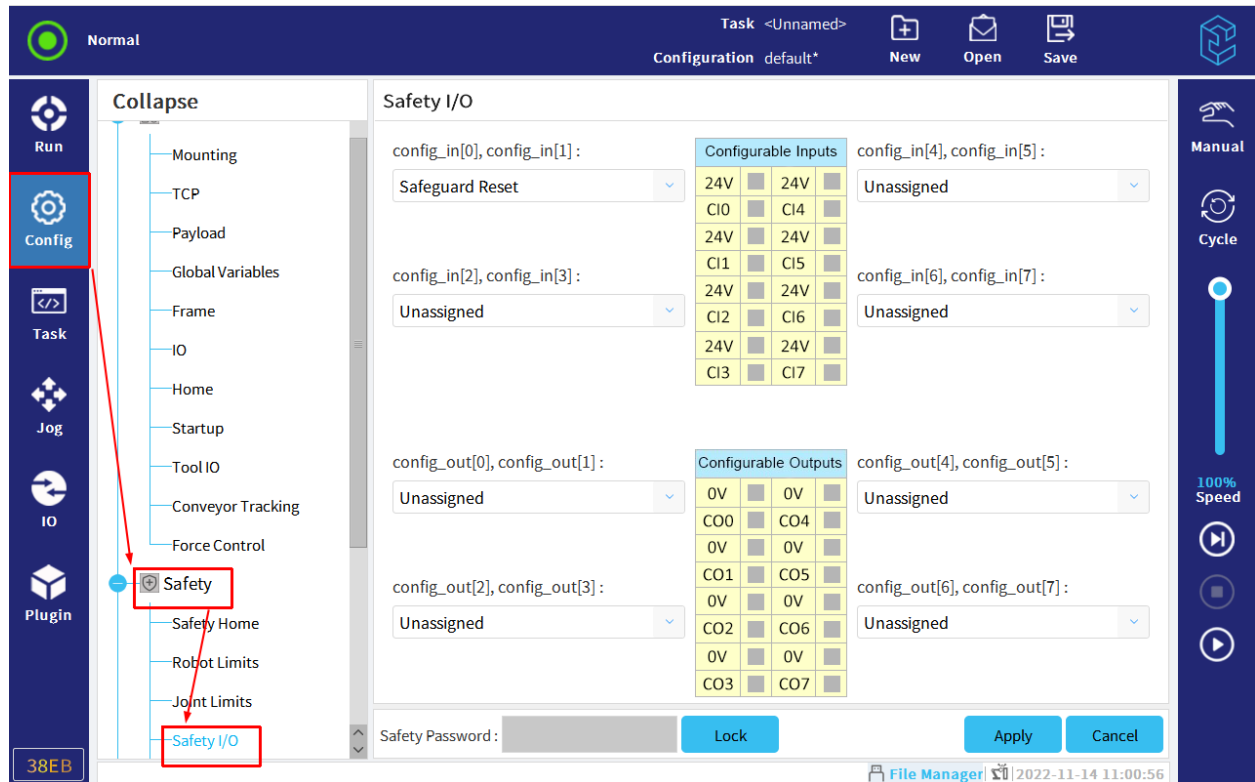 Normal
Task <Unnamed>
Configuration default*
New
Open
Save
Run
Config
Task
Jog
IO
Plugin
38EB
Collapse
Mounting
TCP
Payload
Global Variables
Frame
IO
Home
Startup
Tool IO
Conveyor Tracking
Force Control
Safety
Safety Home
Robot Limits
Joint Limits
Safety I/O
Safety I/O
config_in[0], config_in[1] :
Safeguard Reset
config_in[2], config_in[3] :
Unassigned
Configurable Inputs
24V 24V
CI0 CI4
24V 24V
CI1 CI5
24V 24V
CI2 CI6
24V 24V
CI3 CI7
config_in[4], config_in[5] :
Unassigned
config_in[6], config_in[7] :
Unassigned
config_out[0], config_out[1] :
Unassigned
config_out[2], config_out[3] :
Unassigned
Configurable Outputs
0V 0V
CO0 CO4
0V 0V
CO1 CO5
0V 0V
CO2 CO6
0V 0V
CO3 CO7
config_out[4], config_out[5] :
Unassigned
config_out[6], config_out[7] :
Unassigned
Safety Password :
Lock
Apply
Cancel
File Manager
2022-11-14 11:00:56
Manual
Cycle
100%
Speed